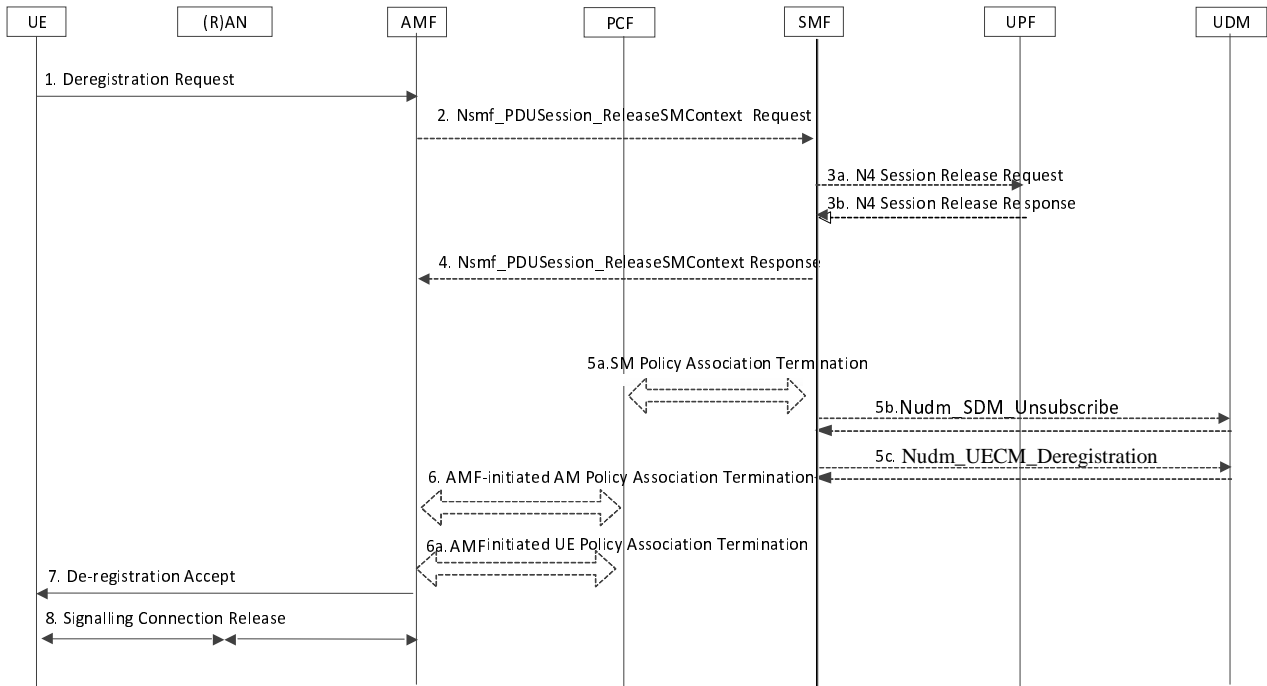 UE
(R)AN
AMF
PCF
SMF
UPF
UDM
1. Deregistration Request
2. Nsmf_PDUSession_ReleaseSMContext Request
3a. N4 Session Release Request
3b. N4 Session Release Response
4. Nsmf_PDUSession_ReleaseSMContext Response
5a.SM Policy Association Termination
5b.Nudm_SDM_Unsubscribe
5c. Nudm_UECM_Deregistration
6. AMF-initiated AM Policy Association Termination
6a.AMFinitiated UE Policy Association Termination
7. De-registration Accept
8. Signalling Connection Release